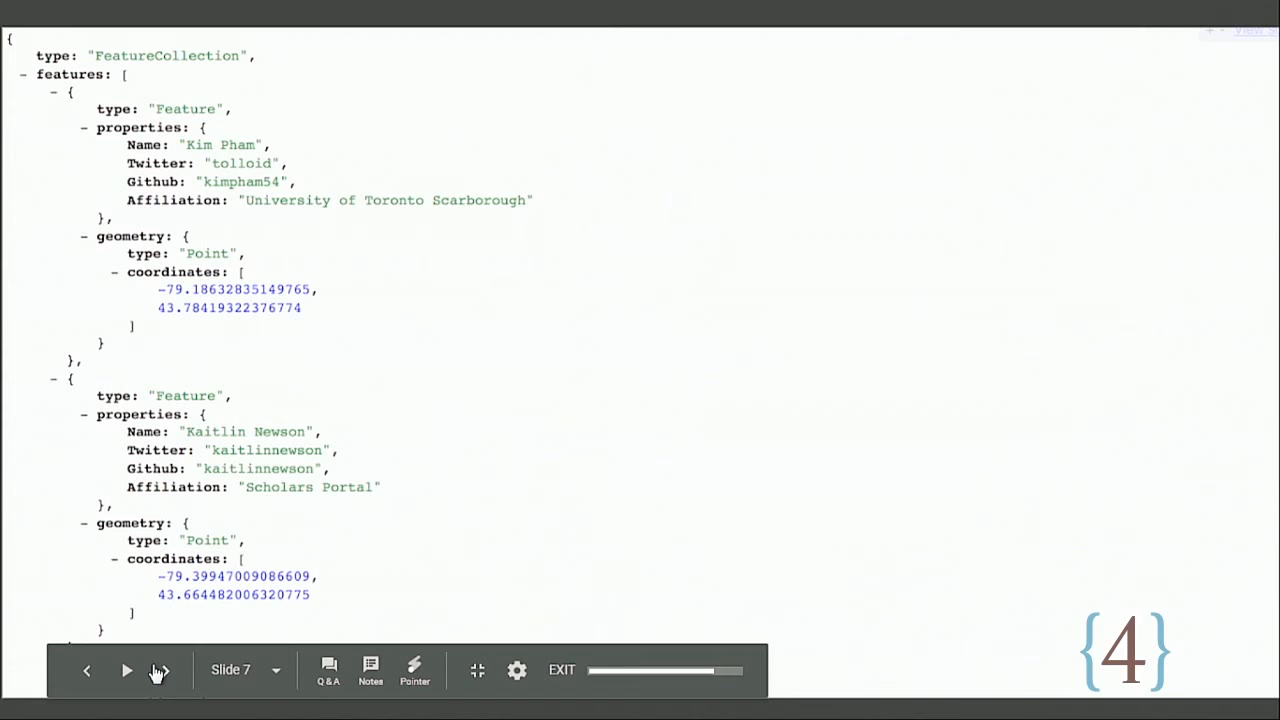 {
type: "FeatureCollection",
- features: [
- {
type: "Feature",
- properties: {
Name: "Kim Pham",
Twitter: "tolloid",
Github: "kimpham54",
Affiliation: "University of Toronto Scarborough"
},
- geometry: {
type: "Point",
- coordinates: [
-79.18632835149765,
43.78419322376774
]
}
},
- {
type: "Feature",
- properties: {
Name: "Kaitlin Newson",
Twitter: "kaitlinnewson",
Github: "kaitlinnewson",
Affiliation: "Scholars Portal"
},
- geometry: {
type: "Point",
- coordinates: [
-79.39947009086609,
43.664482006320775
]
}
Slide 7
Q & A
Notes
Pointer
EXIT
{4}